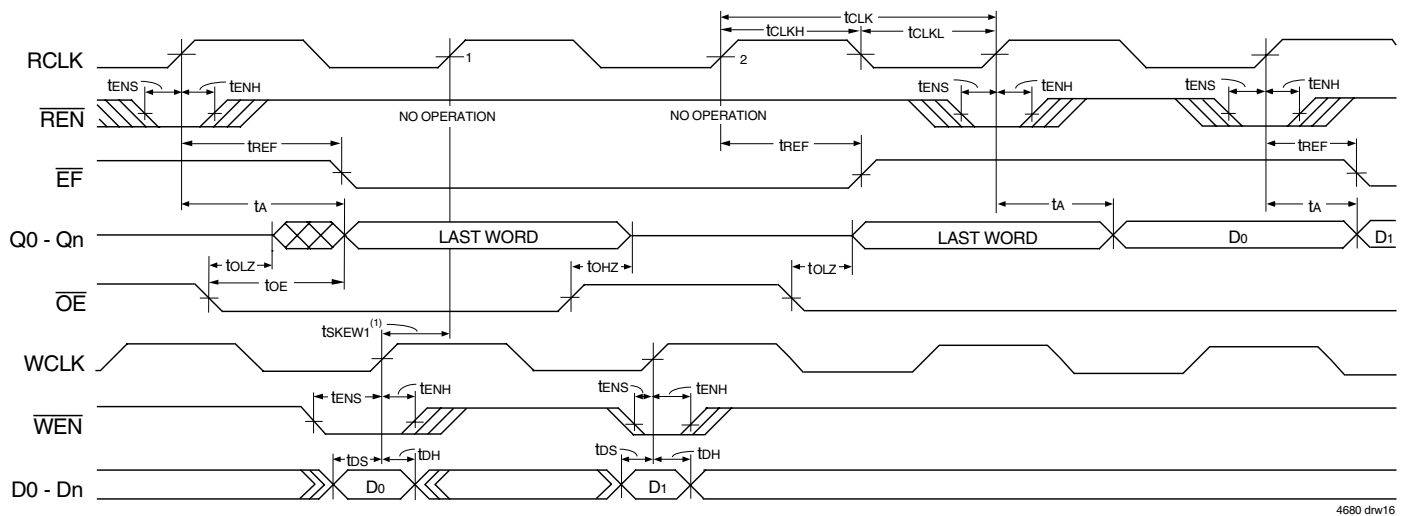 tCLK
tCLKH tCLKL
RCLK 1 2
tENS tENH tENS tENH tENS tENH
REN NO OPERATION NO OPERATION
tREF tREF tREF
EF
tA tA tA
Q0 - Qn LAST WORD LAST WORD D0 D1
tOLZ tOHZ tOLZ
tOE
OE
tSKEW1(1)
WCLK
tENS tENH tENS tENH
WEN
tDS tDH tDS tDH
D0 - Dn D0 D1
4680 drw16